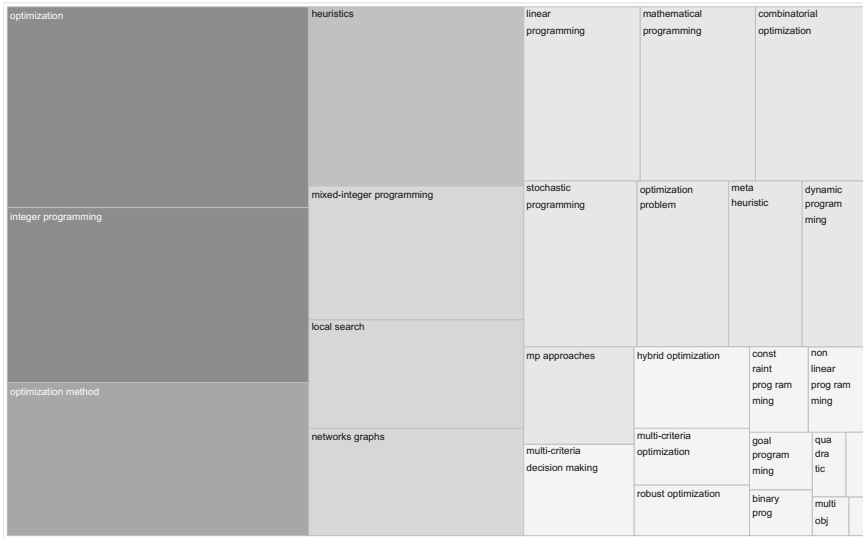 optimization
integer programming
optimization method
heuristics
mixed-integer programming
local search
networks graphs
linear
programming
mathematical
programming
combinatorial
optimization
stochastic
programming
optimization
problem
meta
heuristic
dynamic
program
ming
mp approaches
multi-criteria
decision making
hybrid optimization
multi-criteria
optimization
robust optimization
const
raint
prog ram
ming
non
linear
prog ram
ming
goal
program
ming
binary
prog
qua
dra
tic
multi
obj